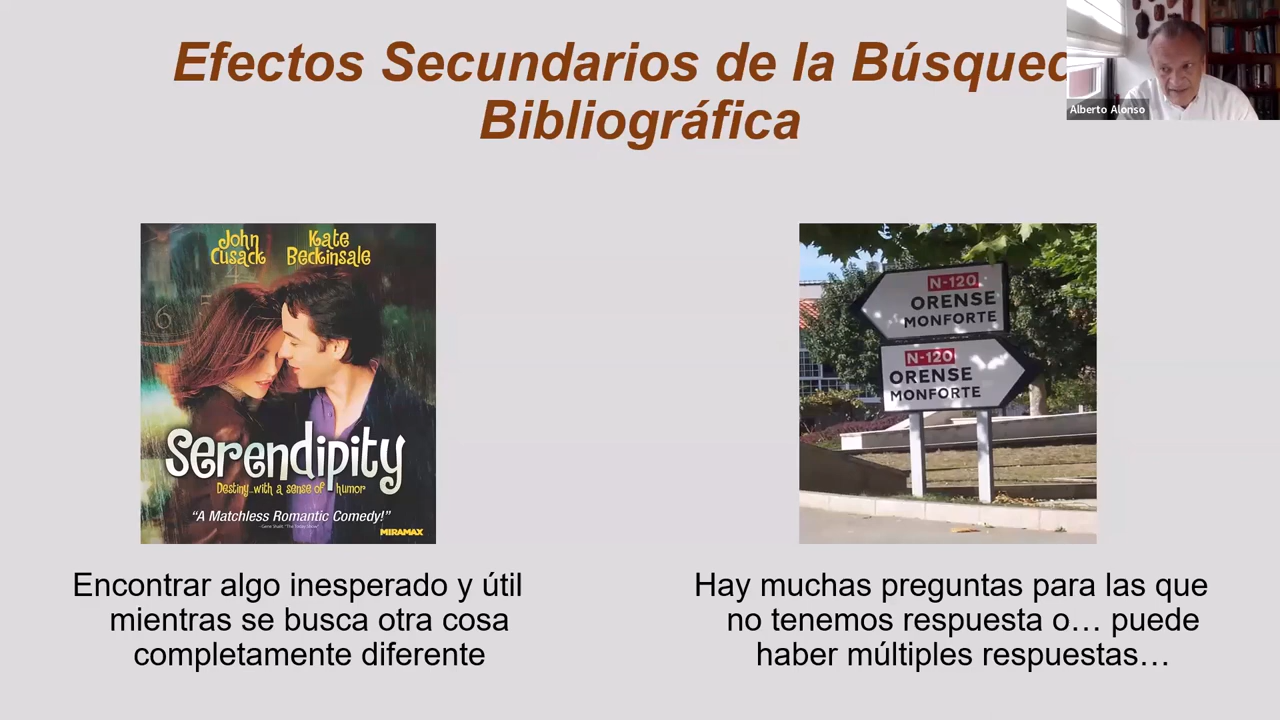 Efectos Secundarios de la Búsqued
Bibliográfica
Alberto Alonso
John
Cusack
Kate
Beckinsale
serendipity
Destiny...with a sense of humor
"A Matchless Romantic Comedy!"
MIRAMAX
N-120
ORENSE
MONFORTE
N-120
ORENSE
MONFORTE
Encontrar algo inesperado y útil
mientras se busca otra cosa
completamente diferente
Hay muchas preguntas para las que
no tenemos respuesta o… puede
haber múltiples respuestas…